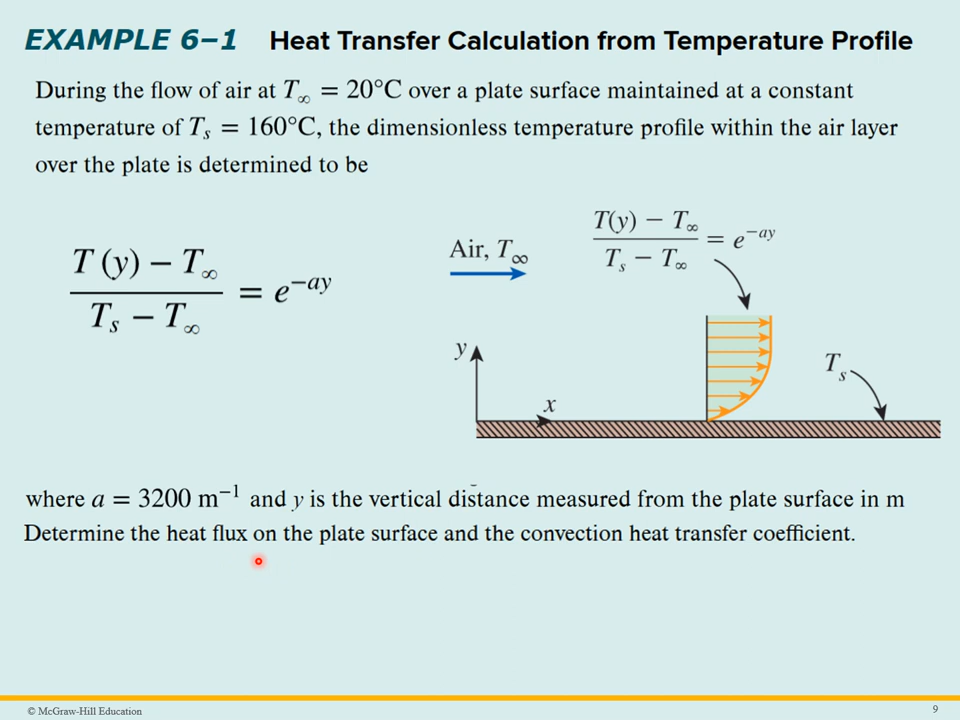 EXAMPLE 6–1 Heat Transfer Calculation from Temperature Profile
During the flow of air at T∞ = 20°C over a plate surface maintained at a constant
temperature of Ts = 160°C, the dimensionless temperature profile within the air layer
over the plate is determined to be
T (y) − T∞ / Ts − T∞ = e^−ay
T(y) − T∞ / Ts − T∞ = e^−ay
Air, T∞
y
Ts
x
where a = 3200 m^−1 and y is the vertical distance measured from the plate surface in m
Determine the heat flux on the plate surface and the convection heat transfer coefficient.
© McGraw-Hill Education
9